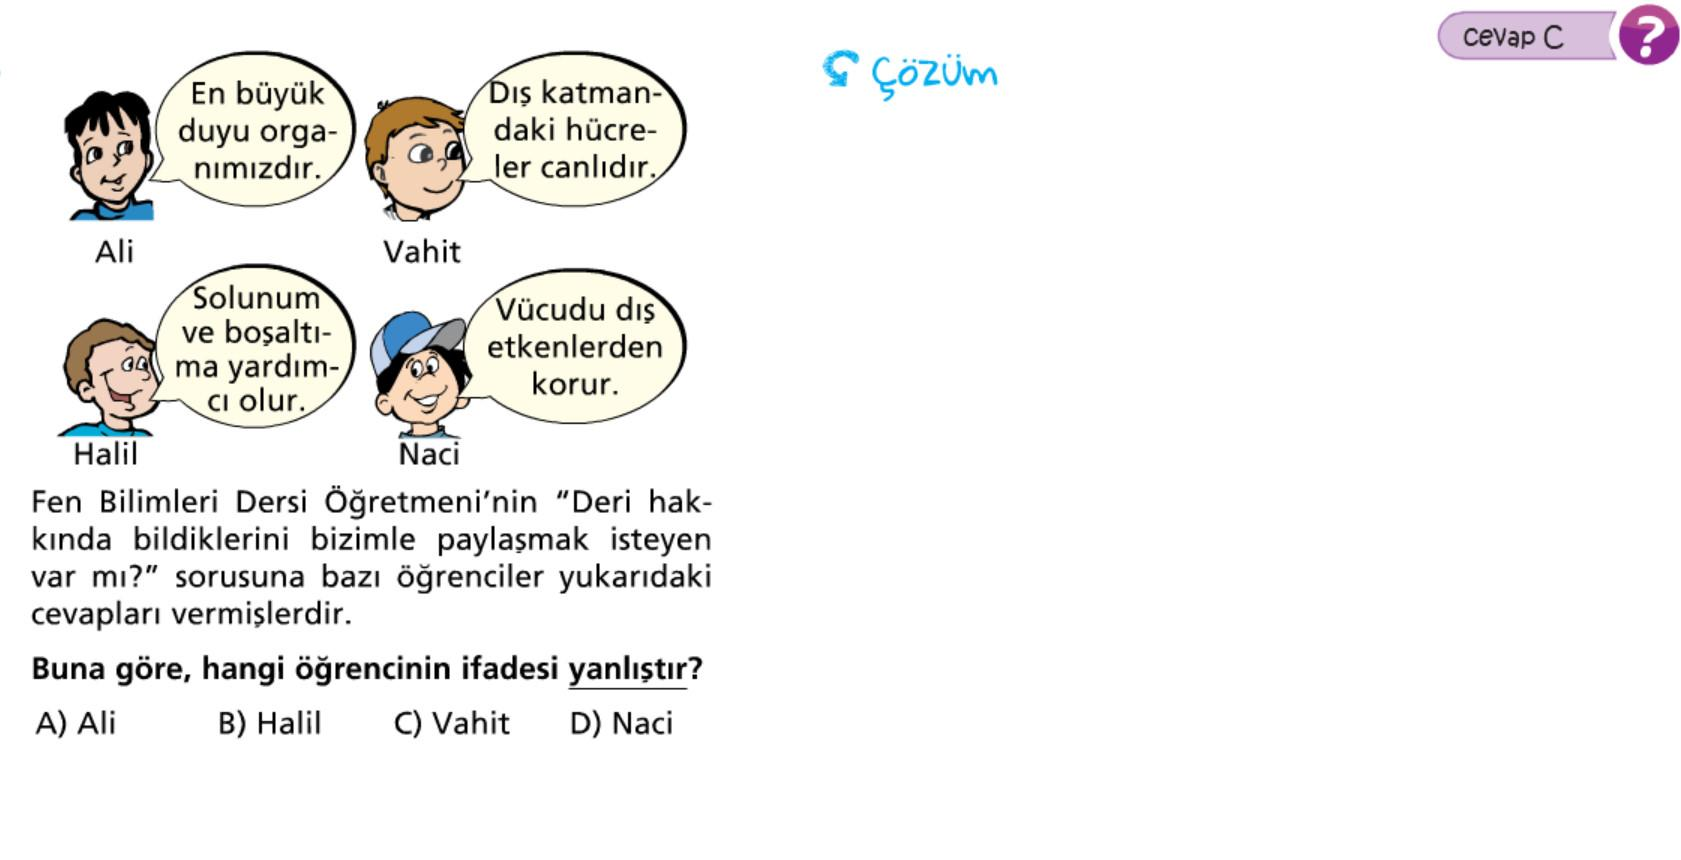 cevap C
?
En büyük
duyu orga-
nımızdır.
Ali
Dış katman-
daki hücre-
ler canlıdır.
Vahit
Solunum
ve boşaltı-
ma yardım-
cı olur.
Halil
Vücudu dış
etkenlerden
korur.
Naci
Fen Bilimleri Dersi Öğretmeni’nin “Deri hak-
kında bildiklerini bizimle paylaşmak isteyen
var mı?” sorusuna bazı öğrenciler yukarıdaki
cevapları vermişlerdir.
Buna göre, hangi öğrencinin ifadesi yanlıştır?
A) Ali B) Halil C) Vahit D) Naci
Çözüm